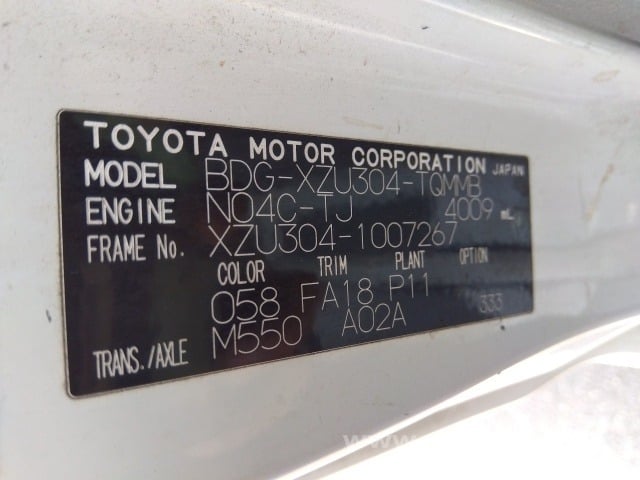 TOYOTA MOTOR CORPORATION JAPAN
MODEL BDG-XZU304-TQMMB
ENGINE N04C-TJ 4009 mL
FRAME No. XZU304-1007267
COLOR TRIM PLANT OPTION
058 FA18 P11 333
TRANS./AXLE M550 A02A